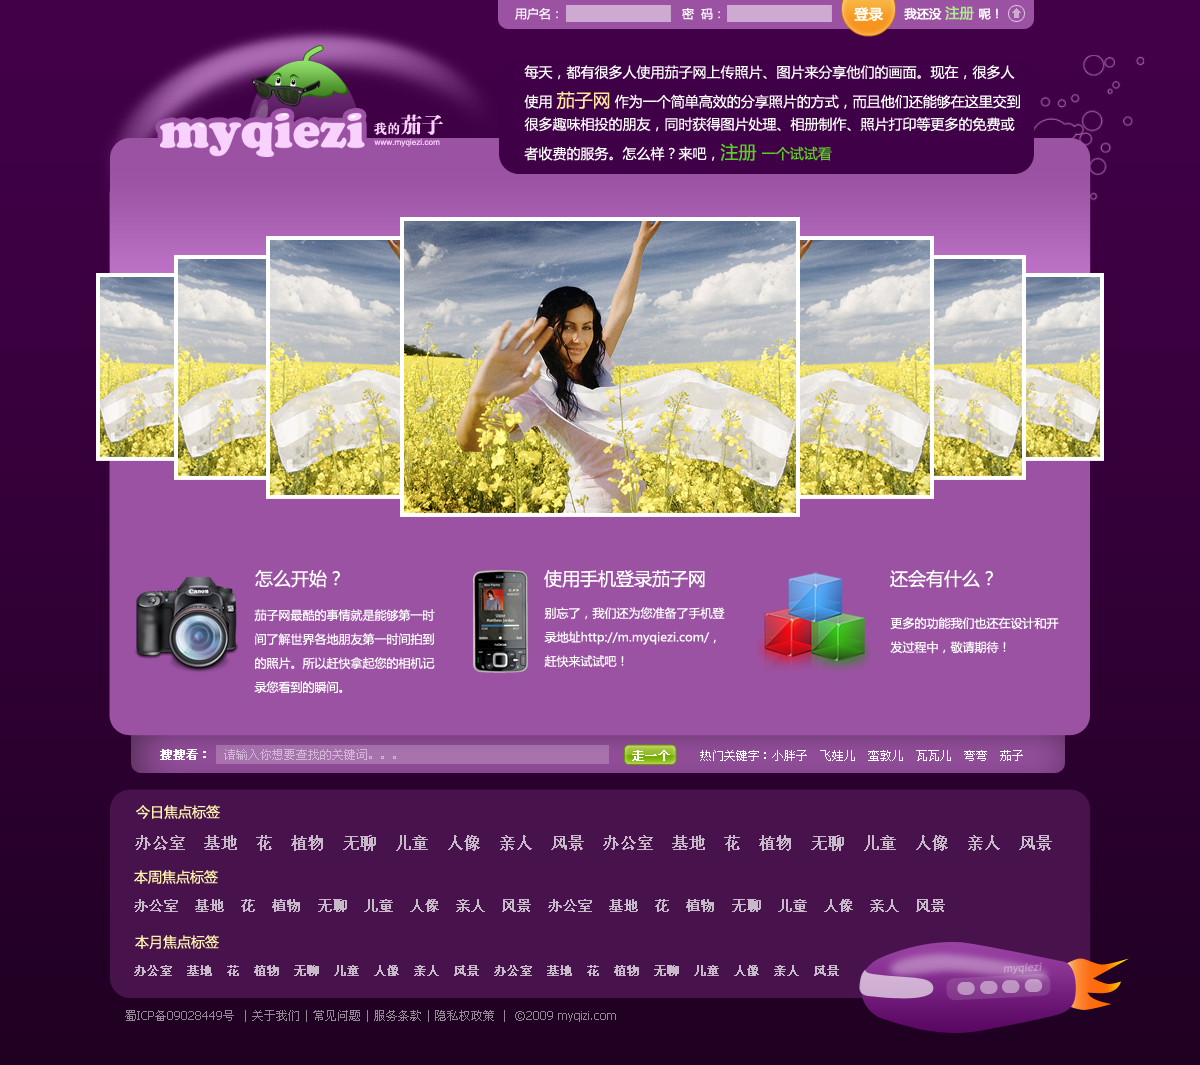 用户名： 密 码： 登录 我还没 注册 呢！
每天，都有很多人使用茄子网上传照片、图片来分享他们的画面。现在，很多人
使用 茄子网 作为一个简单高效的分享照片的方式，而且他们还能够在这里交到
很多趣味相投的朋友，同时获得图片处理、相册制作、照片打印等更多的免费或
者收费的服务。怎么样？来吧，注册 一个试试看
myqiezi 我的茄子
www.myqiezi.com
怎么开始？
茄子网最酷的事情就是能够第一时
间了解世界各地朋友第一时间拍到
的照片。所以赶快拿起您的相机记
录您看到的瞬间。
Canon
使用手机登录茄子网
别忘了，我们还为您准备了手机登
录地址http://m.myqiezi.com/，
赶快来试试吧！
还会有什么？
更多的功能我们也还在设计和开
发过程中，敬请期待！
搜搜看： 请输入你想要查找的关键词。。。 走一个 热门关键字：小胖子 飞娃儿 蛮敦儿 瓦瓦儿 弯弯 茄子
今日焦点标签
办公室 基地 花 植物 无聊 儿童 人像 亲人 风景 办公室 基地 花 植物 无聊 儿童 人像 亲人 风景
本周焦点标签
办公室 基地 花 植物 无聊 儿童 人像 亲人 风景 办公室 基地 花 植物 无聊 儿童 人像 亲人 风景
本月焦点标签
办公室 基地 花 植物 无聊 儿童 人像 亲人 风景 办公室 基地 花 植物 无聊 儿童 人像 亲人 风景
myqiezi
蜀ICP备09028449号 | 关于我们 | 常见问题 | 服务条款 | 隐私权政策 | ©2009 myqizi.com